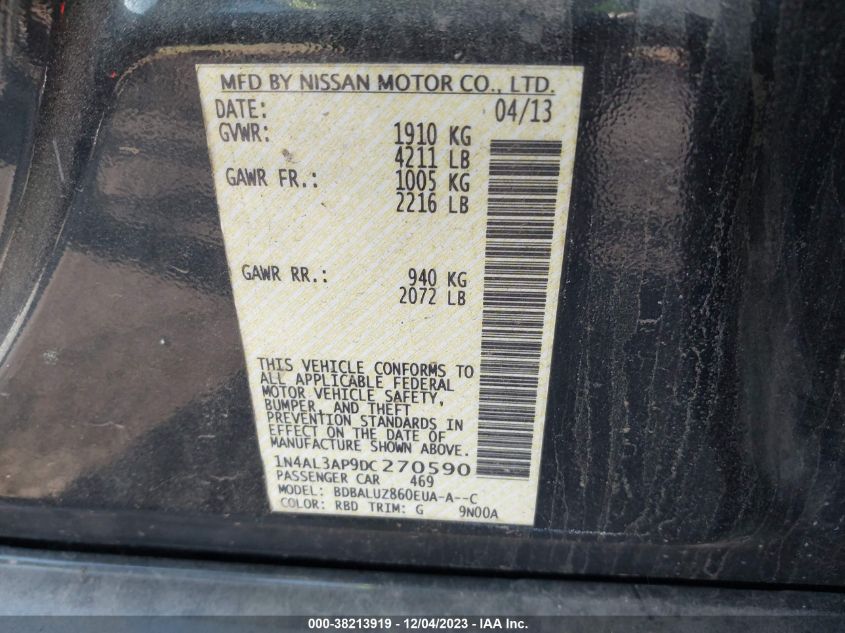 MFD BY NISSAN MOTOR CO., LTD.
DATE: 04/13
GVWR: 1910 KG
4211 LB
GAWR FR.: 1005 KG
2216 LB
GAWR RR.: 940 KG
2072 LB
THIS VEHICLE CONFORMS TO
ALL APPLICABLE FEDERAL
MOTOR VEHICLE SAFETY,
BUMPER, AND THEFT
PREVENTION STANDARDS IN
EFFECT ON THE DATE OF
MANUFACTURE SHOWN ABOVE.
1N4AL3AP9DC270590
PASSENGER CAR 469
MODEL: BDBALUZ860EUA-A--C
COLOR: RBD TRIM: G 9N00A
000-38213919 - 12/04/2023 - IAA Inc.